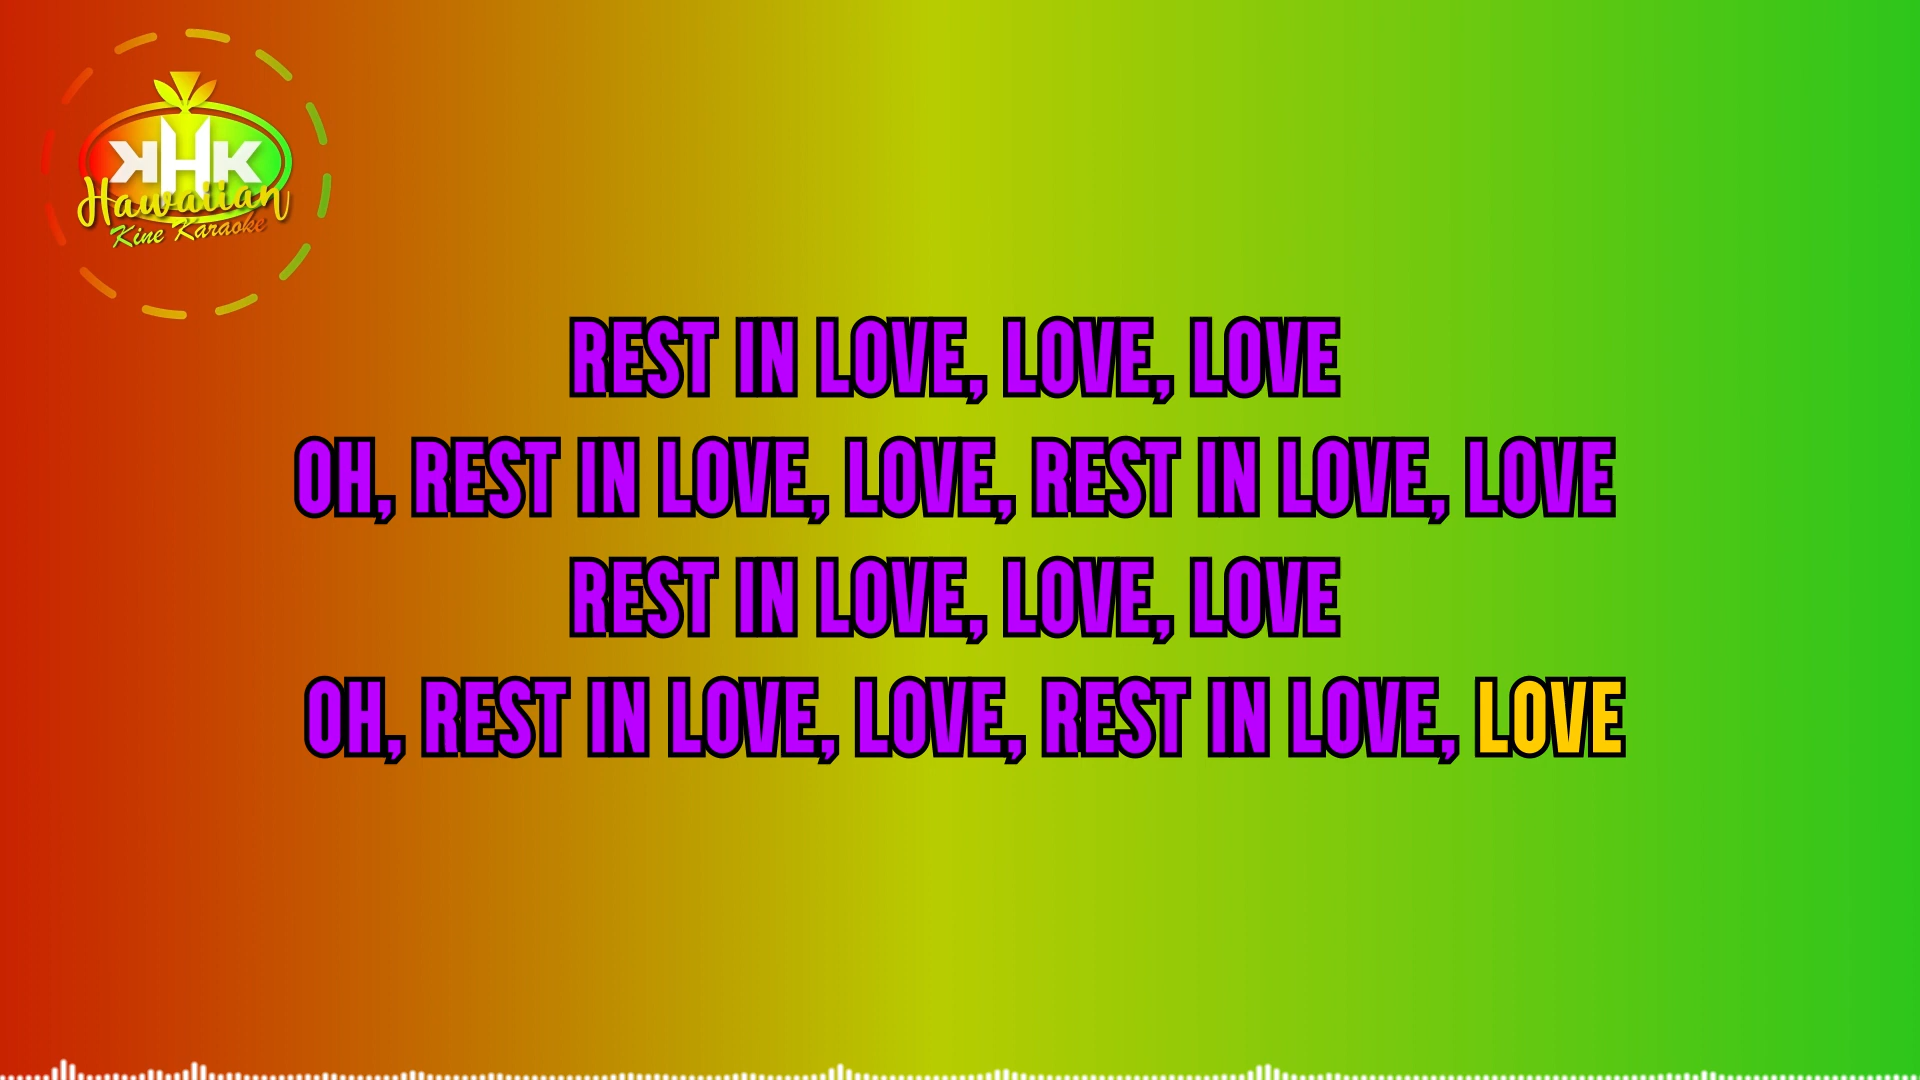 KHK
Hawaiian
Kine Karaoke
REST IN LOVE, LOVE, LOVE
OH, REST IN LOVE, LOVE, REST IN LOVE, LOVE
REST IN LOVE, LOVE, LOVE
OH, REST IN LOVE, LOVE, REST IN LOVE, LOVE